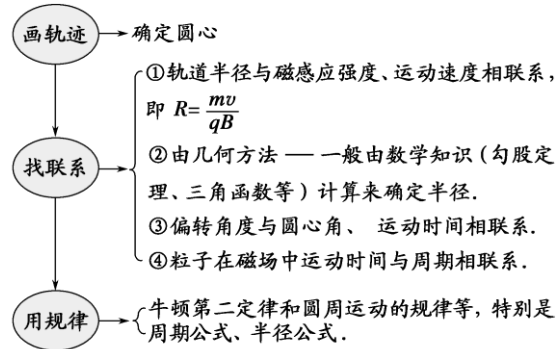 画轨迹
确定圆心
找联系
①轨道半径与磁感应强度、运动速度相联系,
即 R=mv/qB
②由几何方法 — 一般由数学知识(勾股定
理、三角函数等)计算来确定半径.
③偏转角度与圆心角、 运动时间相联系.
④粒子在磁场中运动时间与周期相联系.
用规律
牛顿第二定律和圆周运动的规律等, 特别是
周期公式、半径公式.